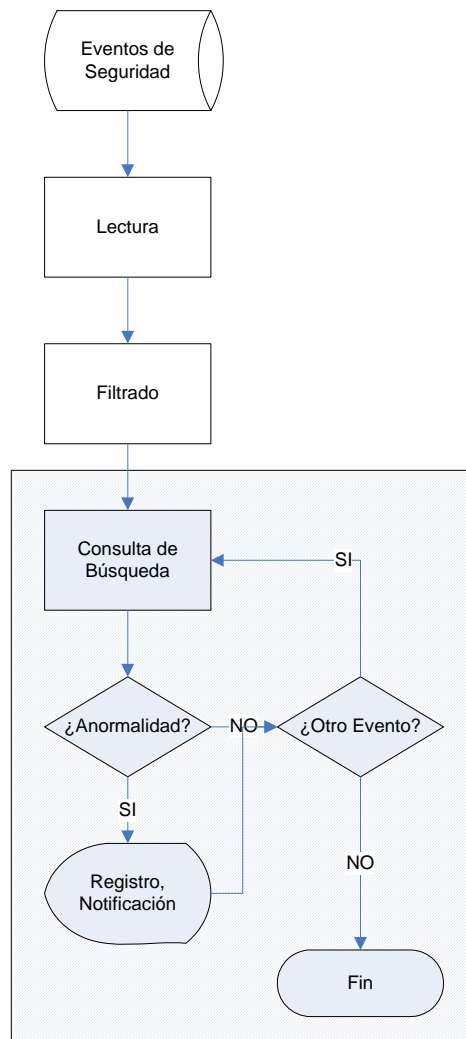 Eventos de
Seguridad
Lectura
Filtrado
Consulta de
Búsqueda
SI
¿Anormalidad?
NO
¿Otro Evento?
SI
NO
Registro,
Notificación
Fin